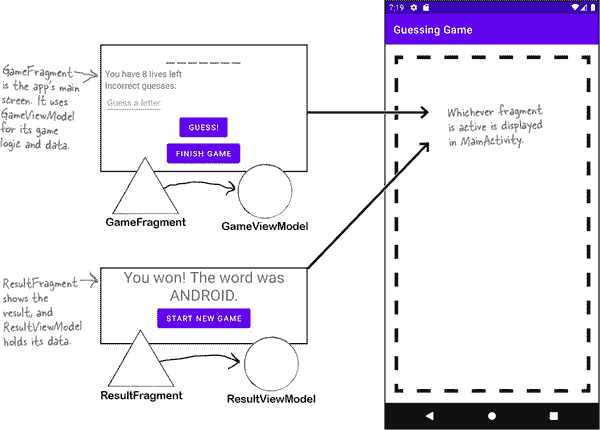 GameFragment
is the app's main
screen. It uses
GameViewModel
for its game
logic and data.
You have 8 lives left
Incorrect guesses:
Guess a letter
GUESS!
FINISH GAME
GameFragment
GameViewModel
ResultFragment
shows the
result, and
ResultViewModel
holds its data.
You won! The word was
ANDROID.
START NEW GAME
ResultFragment
ResultViewModel
7:19
Guessing Game
Whichever fragment
is active is displayed
in MainActivity.